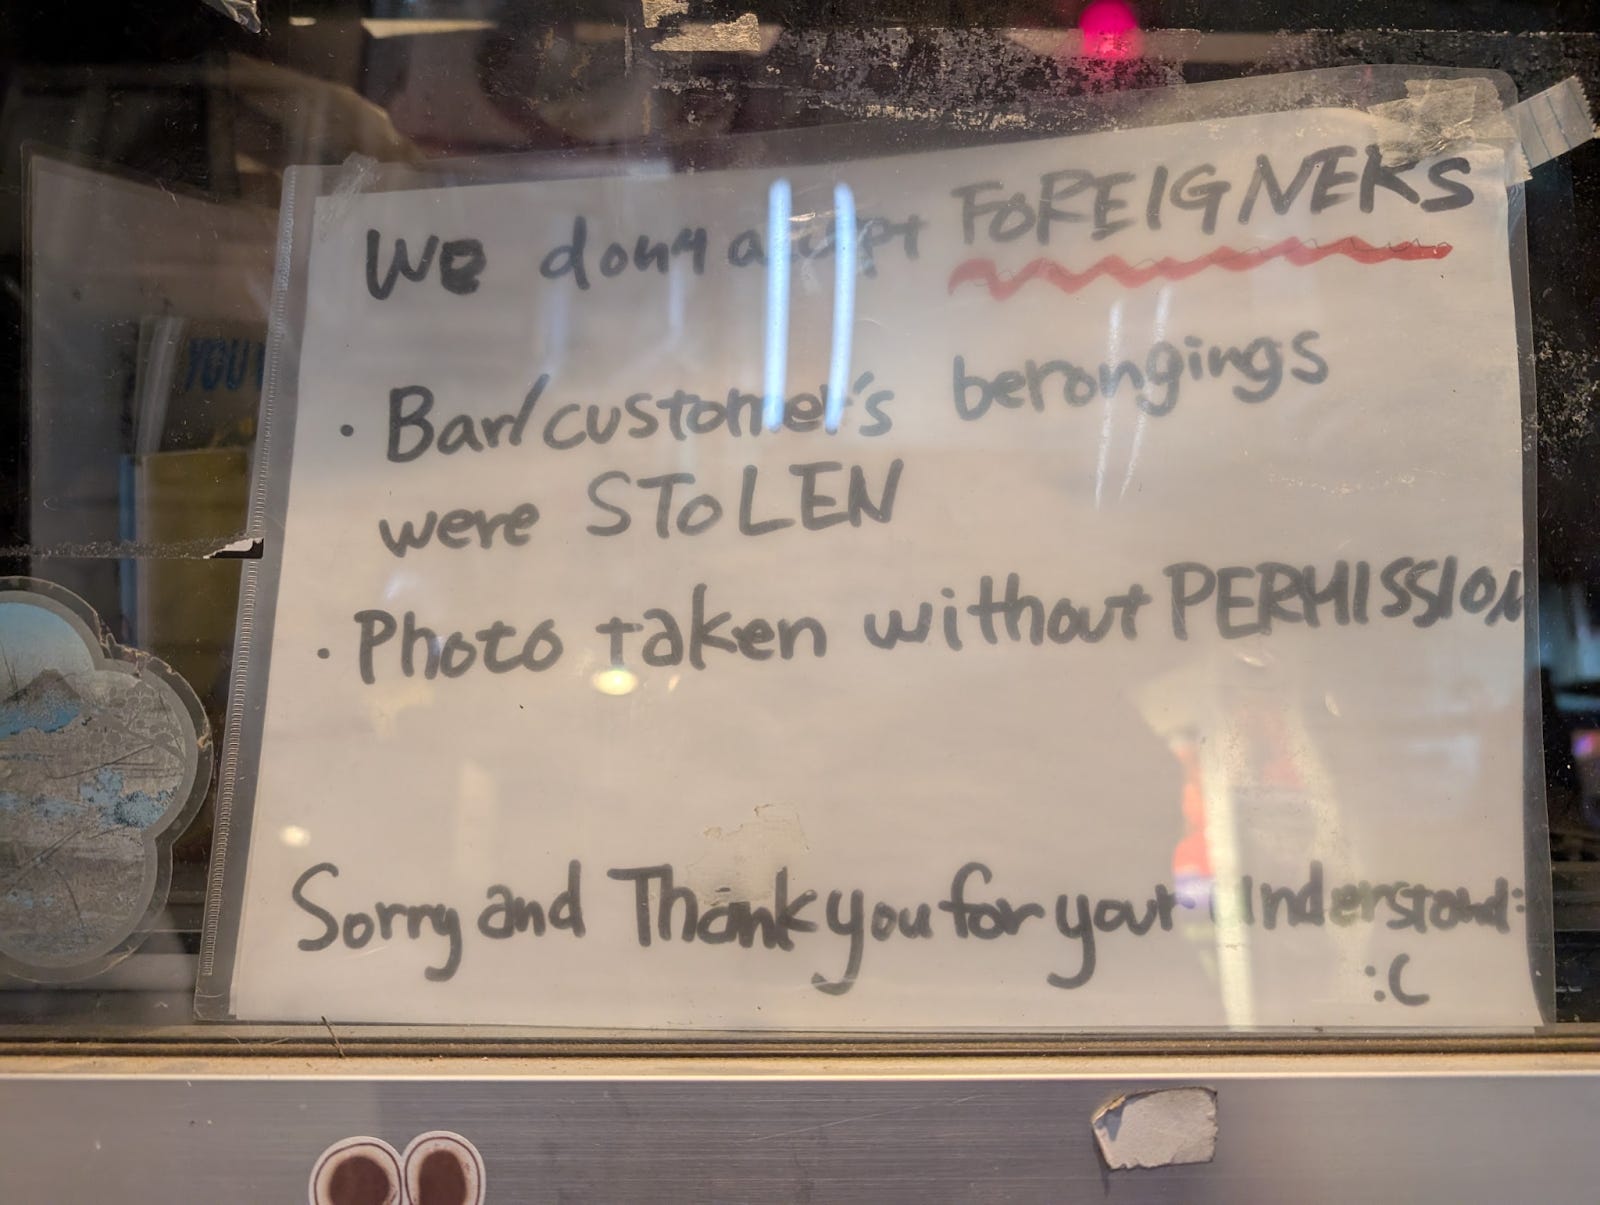 We don't accept FOREIGNERS
・Bar/customer's berongings
were STOLEN
・Photo taken without PERMISSION
Sorry and Thank you for your understand:
:(
YOU